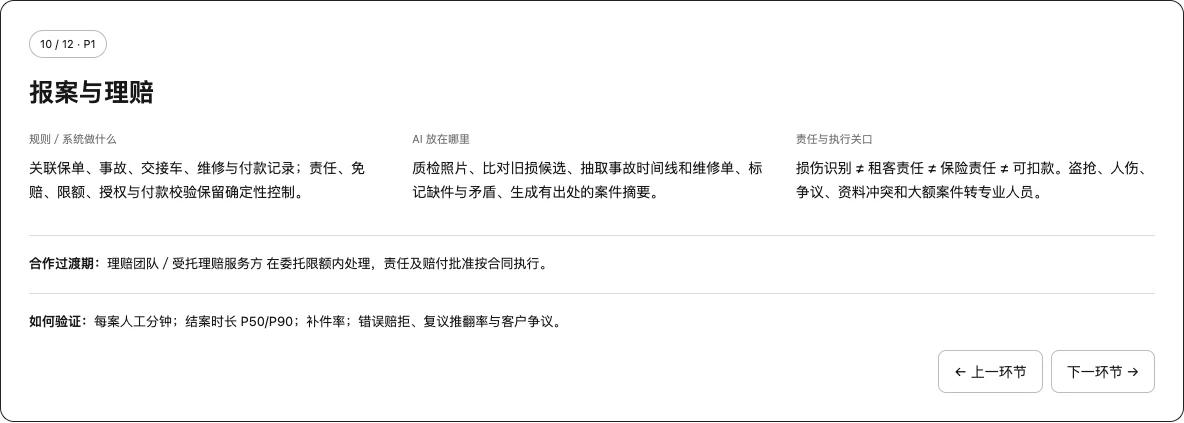 10 / 12 · P1
报案与理赔
规则 / 系统做什么
关联保单、事故、交接车、维修与付款记录；责任、免
赔、限额、授权与付款校验保留确定性控制。
AI 放在哪里
质检照片、比对旧损候选、抽取事故时间线和维修单、标
记缺件与矛盾、生成有出处的案件摘要。
责任与执行关口
损伤识别 ≠ 租客责任 ≠ 保险责任 ≠ 可扣款。盗抢、人伤、
争议、资料冲突和大额案件转专业人员。
合作过渡期：理赔团队 / 受托理赔服务方 在委托限额内处理，责任及赔付批准按合同执行。
如何验证：每案人工分钟；结案时长 P50/P90；补件率；错误赔拒、复议推翻率与客户争议。
← 上一环节
下一环节 →